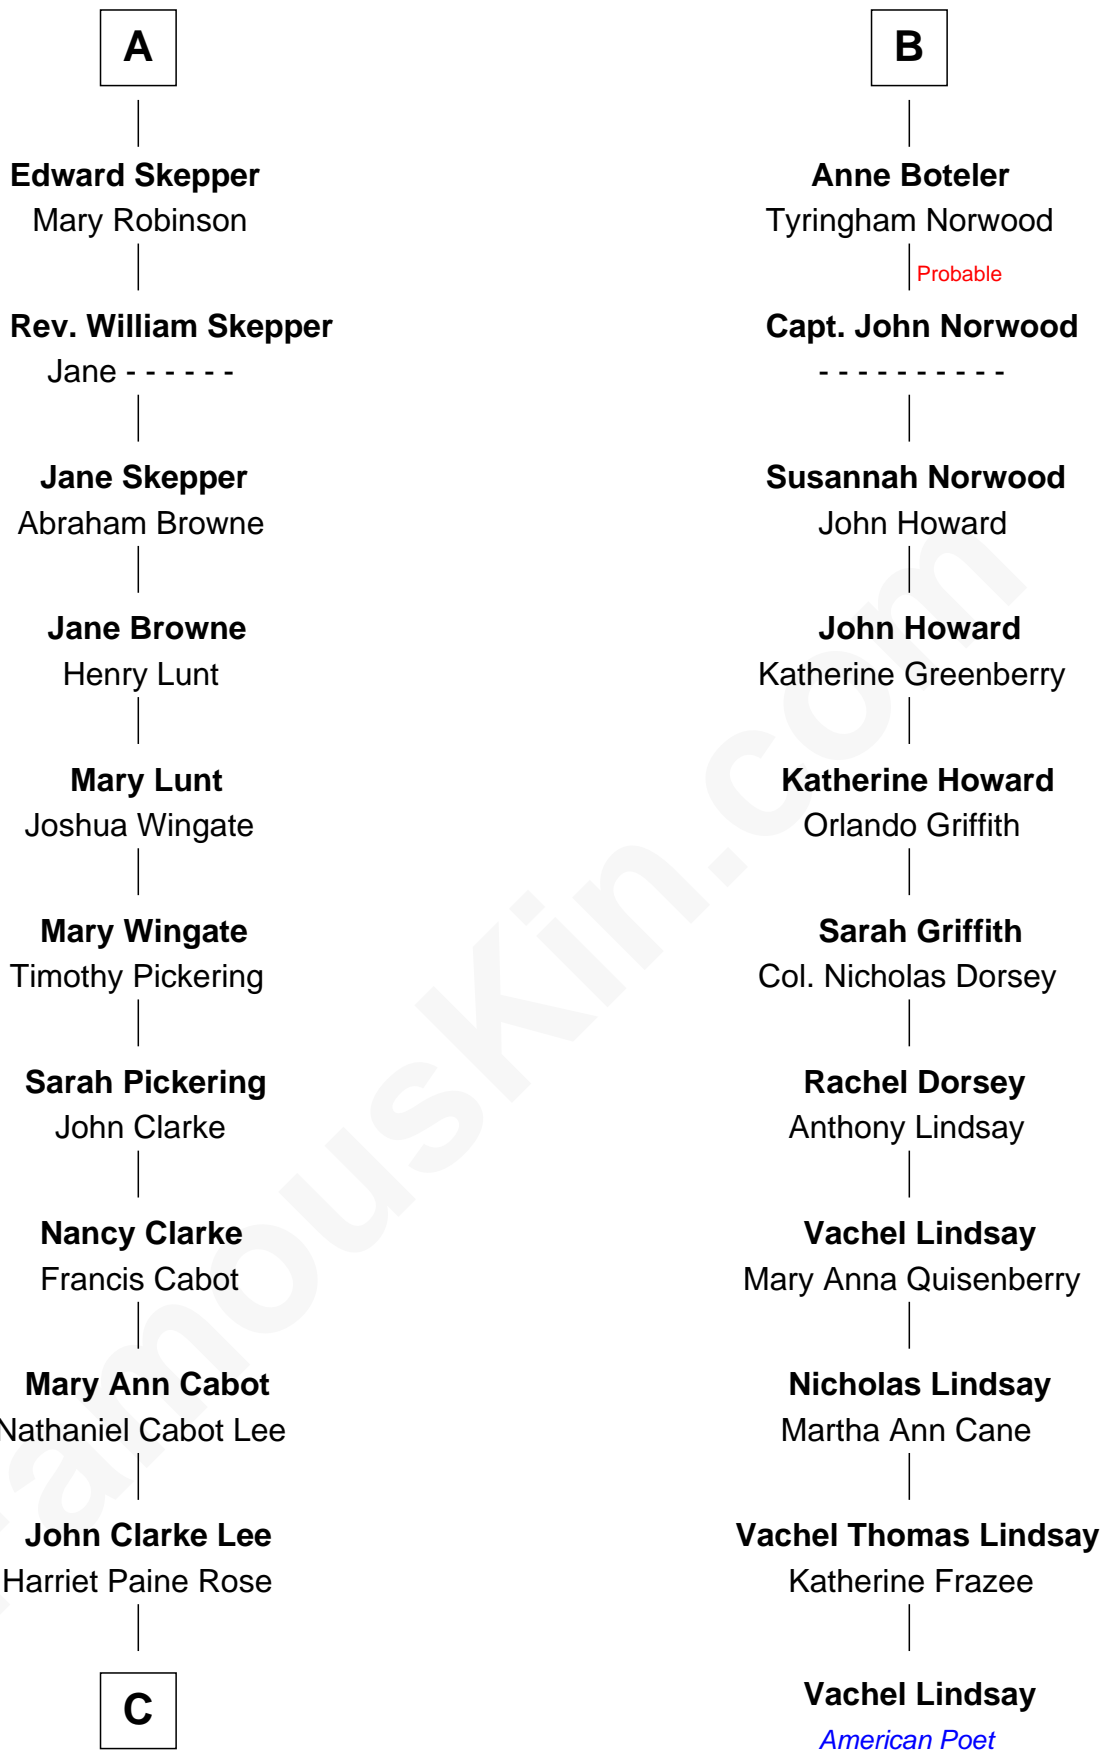 A
Edward Skepper
Mary Robinson
Rev. William Skepper
Jane - - - - - -
Jane Skepper
Abraham Browne
Jane Browne
Henry Lunt
Mary Lunt
Joshua Wingate
Mary Wingate
Timothy Pickering
Sarah Pickering
John Clarke
Nancy Clarke
Francis Cabot
Mary Ann Cabot
Nathaniel Cabot Lee
John Clarke Lee
Harriet Paine Rose
C
B
Anne Boteler
Tyringham Norwood
Probable
Capt. John Norwood
- - - - - - - - - -
Susannah Norwood
John Howard
John Howard
Katherine Greenberry
Katherine Howard
Orlando Griffith
Sarah Griffith
Col. Nicholas Dorsey
Rachel Dorsey
Anthony Lindsay
Vachel Lindsay
Mary Anna Quisenberry
Nicholas Lindsay
Martha Ann Cane
Vachel Thomas Lindsay
Katherine Frazee
Vachel Lindsay
American Poet
FamousKin.com